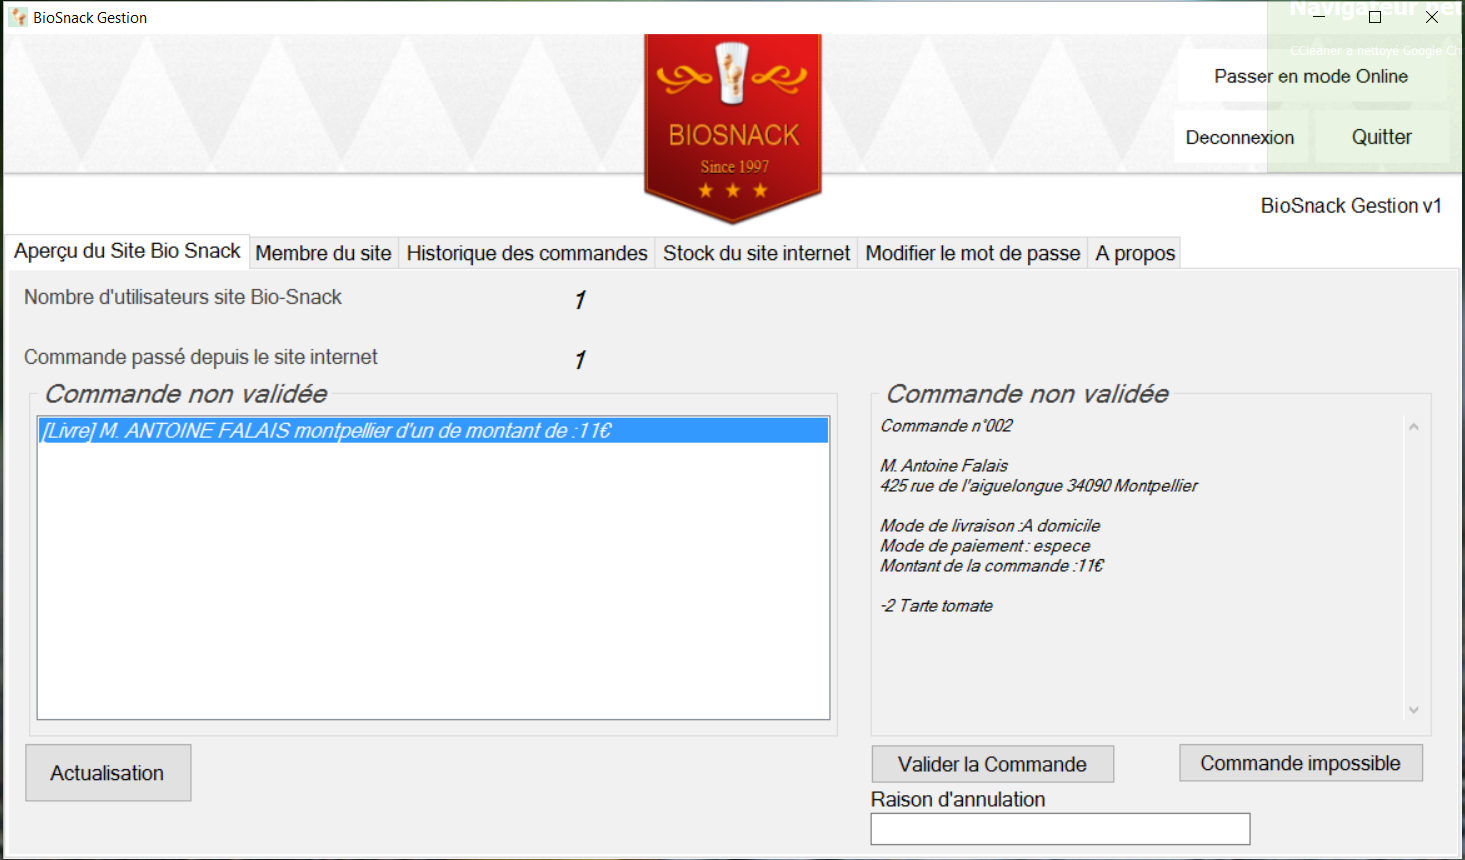 BioSnack Gestion
Navigateur
CCleaner a nettoyé Google
Passer en mode Online
Deconnexion
Quitter
BIOSNACK
Since 1997
BioSnack Gestion v1
Aperçu du Site Bio Snack
Membre du site
Historique des commandes
Stock du site internet
Modifier le mot de passe
A propos
Nombre d'utilisateurs site Bio-Snack
1
Commande passé depuis le site internet
1
Commande non validée
[Livre] M. ANTOINE FALAIS montpellier d'un de montant de :11€
Actualisation
Commande non validée
Commande n°002
M. Antoine Falais
425 rue de l'aiguelongue 34090 Montpellier
Mode de livraison :A domicile
Mode de paiement : espece
Montant de la commande :11€
-2 Tarte tomate
Valider la Commande
Commande impossible
Raison d'annulation